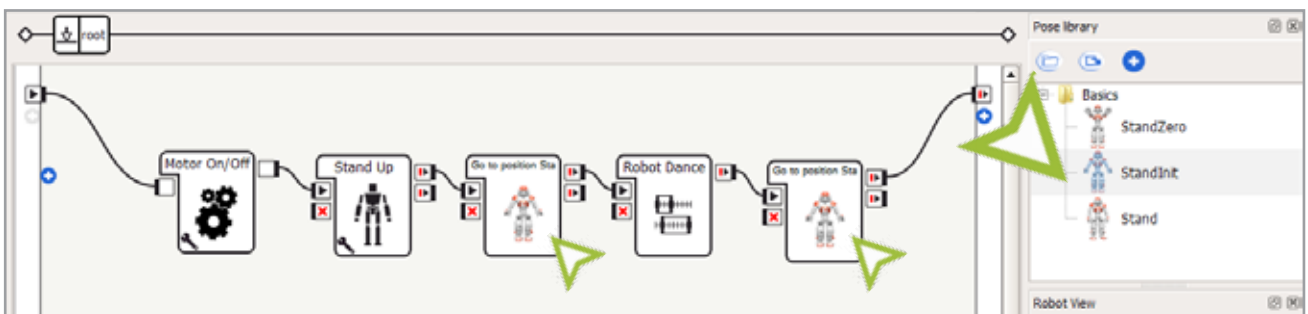 root
Motor On/Off
Stand Up
Go to position Sta
Robot Dance
Go to position Sta
Pose library
Basics
StandZero
StandInit
Stand
Robot View